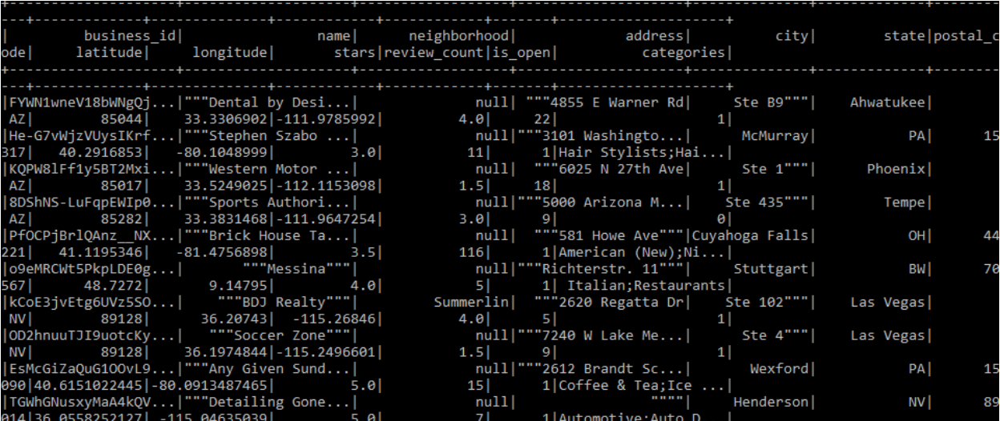 +--------------------+--------------------+-------------+--------------------+--------------+-------------+--------
---+-------------+--------------+------------+------------+-------+--------------------+
| business_id| name| neighborhood| address| city| state|postal_c
ode| latitude| longitude| stars|review_count|is_open| categories|
+--------------------+--------------------+-------------+--------------------+--------------+-------------+--------
---+-------------+--------------+------------+------------+-------+--------------------+
|FYWN1wneV18bWNgQj...|"""Dental by Desi...| null| """4855 E Warner Rd| Ste B9"""| Ahwatukee|
AZ| 85044| 33.3306902|-111.9785992| 4.0| 22| 1|
|He-G7vWjzVUysIKrf...|"""Stephen Szabo ...| null|"""3101 Washingto...| McMurray| PA| 15
317| 40.2916853| -80.1048999| 3.0| 11| 1|Hair Stylists;Hai...|
|KQPW8lFf1y5BT2Mxi...|"""Western Motor ...| null| """6025 N 27th Ave| Ste 1"""| Phoenix|
AZ| 85017| 33.5249025|-112.1153098| 1.5| 18| 1|
|8DShNS-LuFqpEWIp0...|"""Sports Authori...| null|"""5000 Arizona M...| Ste 435"""| Tempe|
AZ| 85282| 33.3831468|-111.9647254| 3.0| 9| 0|
|PfOCPjBrlQAnz__NX...|"""Brick House Ta...| null| """581 Howe Ave"""|Cuyahoga Falls| OH| 44
221| 41.1195346| -81.4756898| 3.5| 116| 1|American (New);Ni...|
|o9eMRCWt5PkpLDE0g...| """Messina"""| null|"""Richterstr. 11"""| Stuttgart| BW| 70
567| 48.7272| 9.14795| 4.0| 5| 1| Italian;Restaurants|
|kCoE3jvEtg6UVz5SO...| """BDJ Realty"""| Summerlin| """2620 Regatta Dr| Ste 102"""| Las Vegas|
NV| 89128| 36.20743| -115.26846| 4.0| 5| 1|
|OD2hnuuTJI9uotcKy...| """Soccer Zone"""| null|"""7240 W Lake Me...| Ste 4"""| Las Vegas|
NV| 89128| 36.1974844|-115.2496601| 1.5| 9| 1|
|EsMcGiZaQuG1OOvL9...|"""Any Given Sund...| null|"""2612 Brandt Sc...| Wexford| PA| 15
090|40.6151022445|-80.0913487465| 5.0| 15| 1|Coffee & Tea;Ice ...|
|TGWhGNusxyMaA4kQV...|"""Detailing Gone...| null| """"| Henderson| NV| 89
014|36.0558252127| -115.04635039| 5.0| 7| 1|Automotive;Auto D...|